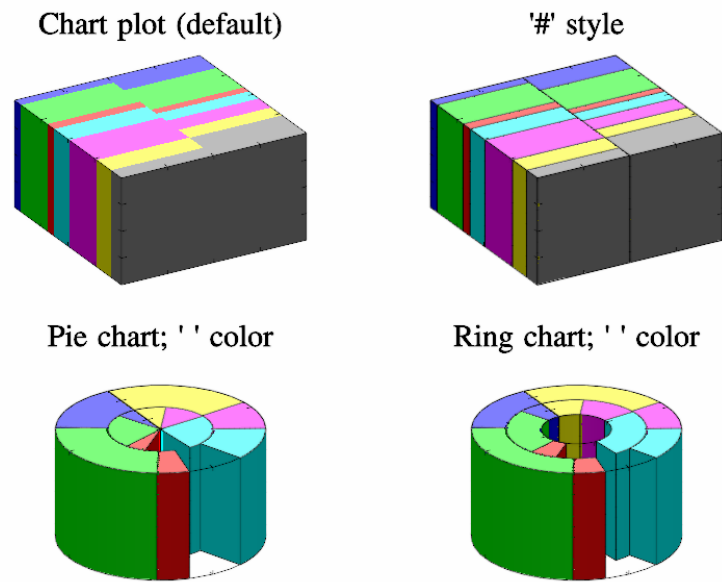 Chart plot (default)
'#' style
Pie chart; ' ' color
Ring chart; ' ' color